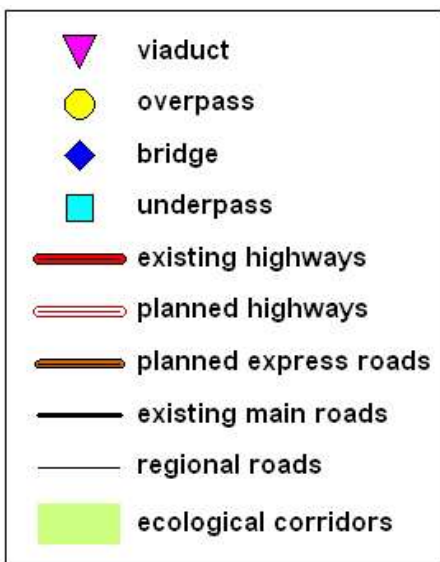 viaduct
overpass
bridge
underpass
existing highways
planned highways
planned express roads
existing main roads
regional roads
ecological corridors